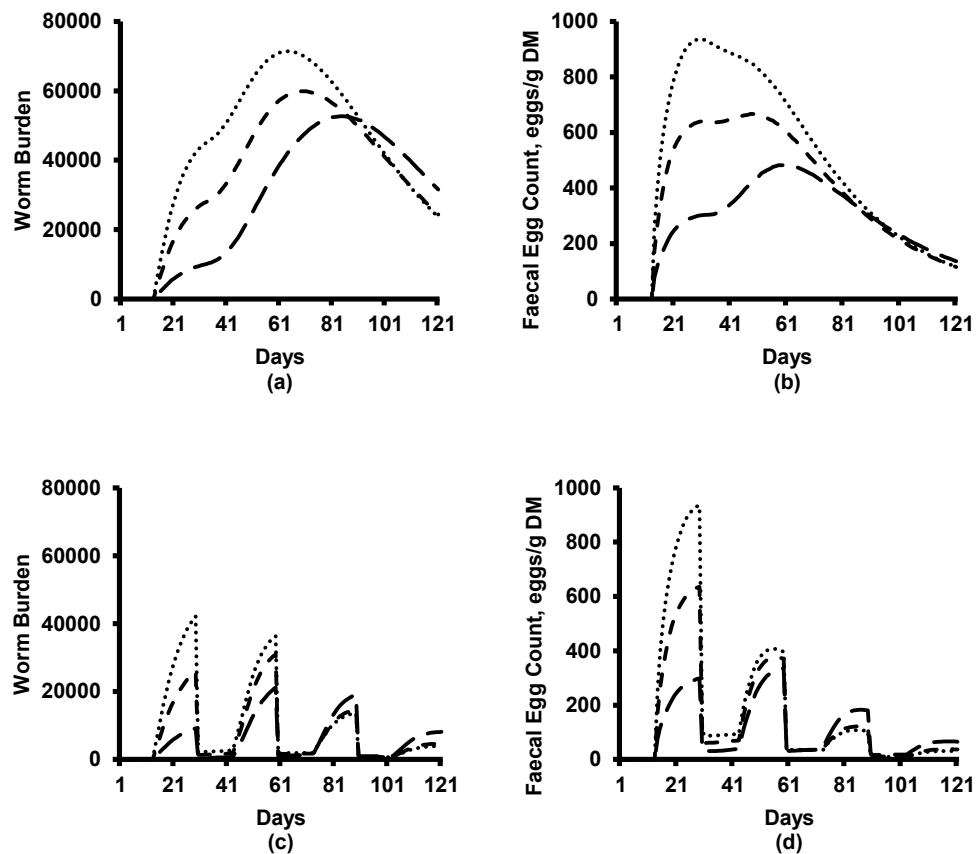 80000
60000
40000
20000
0
Worm Burden
1 21 41 61 81 101 121
Days
(a)
1000
800
600
400
200
0
Faecal Egg Count, eggs/g DM
1 21 41 61 81 101 121
Days
(b)
80000
60000
40000
20000
0
Worm Burden
1 21 41 61 81 101 121
Days
(c)
1000
800
600
400
200
0
Faecal Egg Count, eggs/g DM
1 21 41 61 81 101 121
Days
(d)